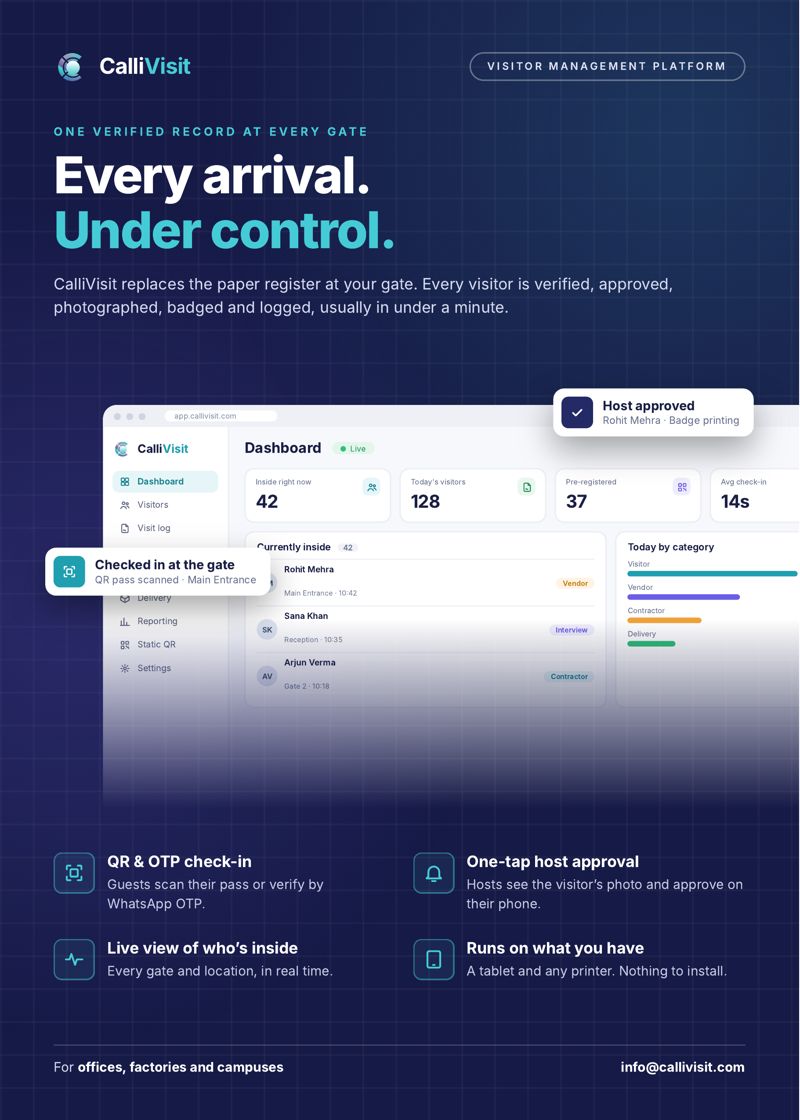 CalliVisit
VISITOR MANAGEMENT PLATFORM
ONE VERIFIED RECORD AT EVERY GATE
Every arrival.
Under control.
CalliVisit replaces the paper register at your gate. Every visitor is verified, approved,
photographed, badged and logged, usually in under a minute.
app.callivisit.com
Host approved
Rohit Mehra · Badge printing
CalliVisit
Dashboard
Live
Dashboard
Visitors
Visit log
Inside right now
42
Today's visitors
128
Pre-registered
37
Avg check-in
14s
Checked in at the gate
QR pass scanned · Main Entrance
Delivery
Reporting
Static QR
Settings
Currently inside
42
Rohit Mehra
Main Entrance · 10:42
Vendor
SK
Sana Khan
Reception · 10:35
Interview
AV
Arjun Verma
Gate 2 · 10:18
Contractor
Today by category
Visitor
Vendor
Contractor
Delivery
QR & OTP check-in
Guests scan their pass or verify by
WhatsApp OTP.
One-tap host approval
Hosts see the visitor’s photo and approve on
their phone.
Live view of who’s inside
Every gate and location, in real time.
Runs on what you have
A tablet and any printer. Nothing to install.
For offices, factories and campuses
info@callivisit.com